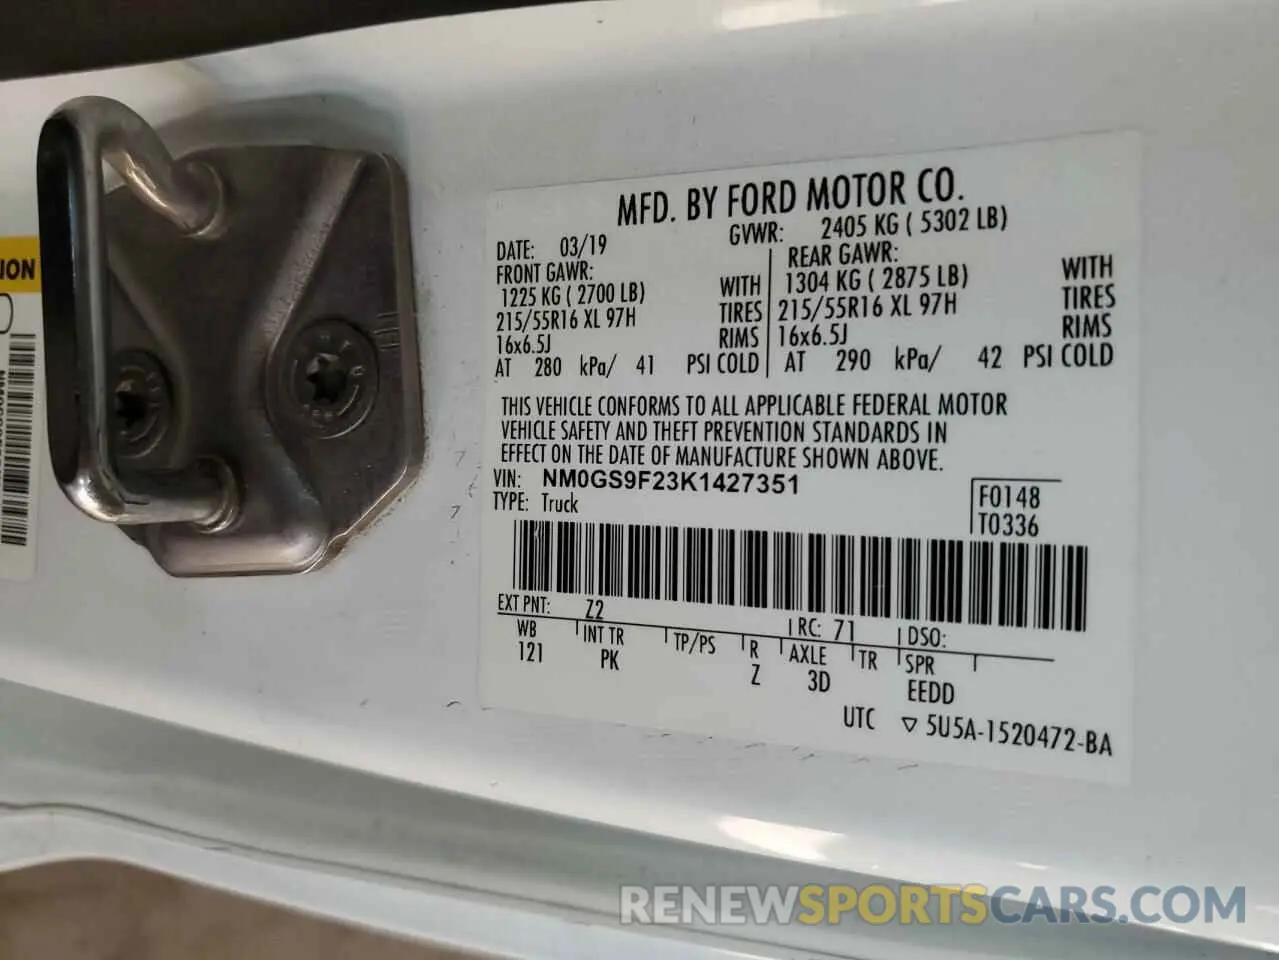 MFD. BY FORD MOTOR CO.
DATE: 03/19 GVWR: 2405 KG ( 5302 LB)
FRONT GAWR: REAR GAWR:
1225 KG ( 2700 LB) WITH 1304 KG ( 2875 LB) WITH
215/55R16 XL 97H TIRES 215/55R16 XL 97H TIRES
16x6.5J RIMS 16x6.5J RIMS
AT 280 kPa/ 41 PSI COLD AT 290 kPa/ 42 PSI COLD
THIS VEHICLE CONFORMS TO ALL APPLICABLE FEDERAL MOTOR
VEHICLE SAFETY AND THEFT PREVENTION STANDARDS IN
EFFECT ON THE DATE OF MANUFACTURE SHOWN ABOVE.
VIN: NM0GS9F23K1427351
TYPE: Truck
F0148
T0336
EXT PNT: Z2 RC: 71 DSO:
WB INT TR TP/PS R AXLE TR SPR
121 PK Z 3D EEDD
UTC ▽ 5U5A-1520472-BA
ION
RENEWSPORTSCARS.COM